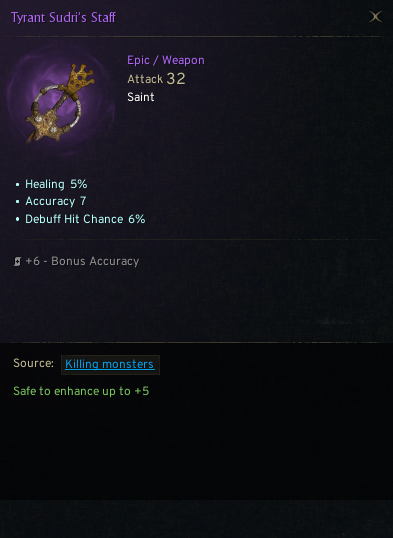 Tyrant Sudri's Staff
Epic / Weapon
Attack 32
Saint
• Healing 5%
• Accuracy 7
• Debuff Hit Chance 6%
+6 - Bonus Accuracy
Source: Killing monsters
Safe to enhance up to +5